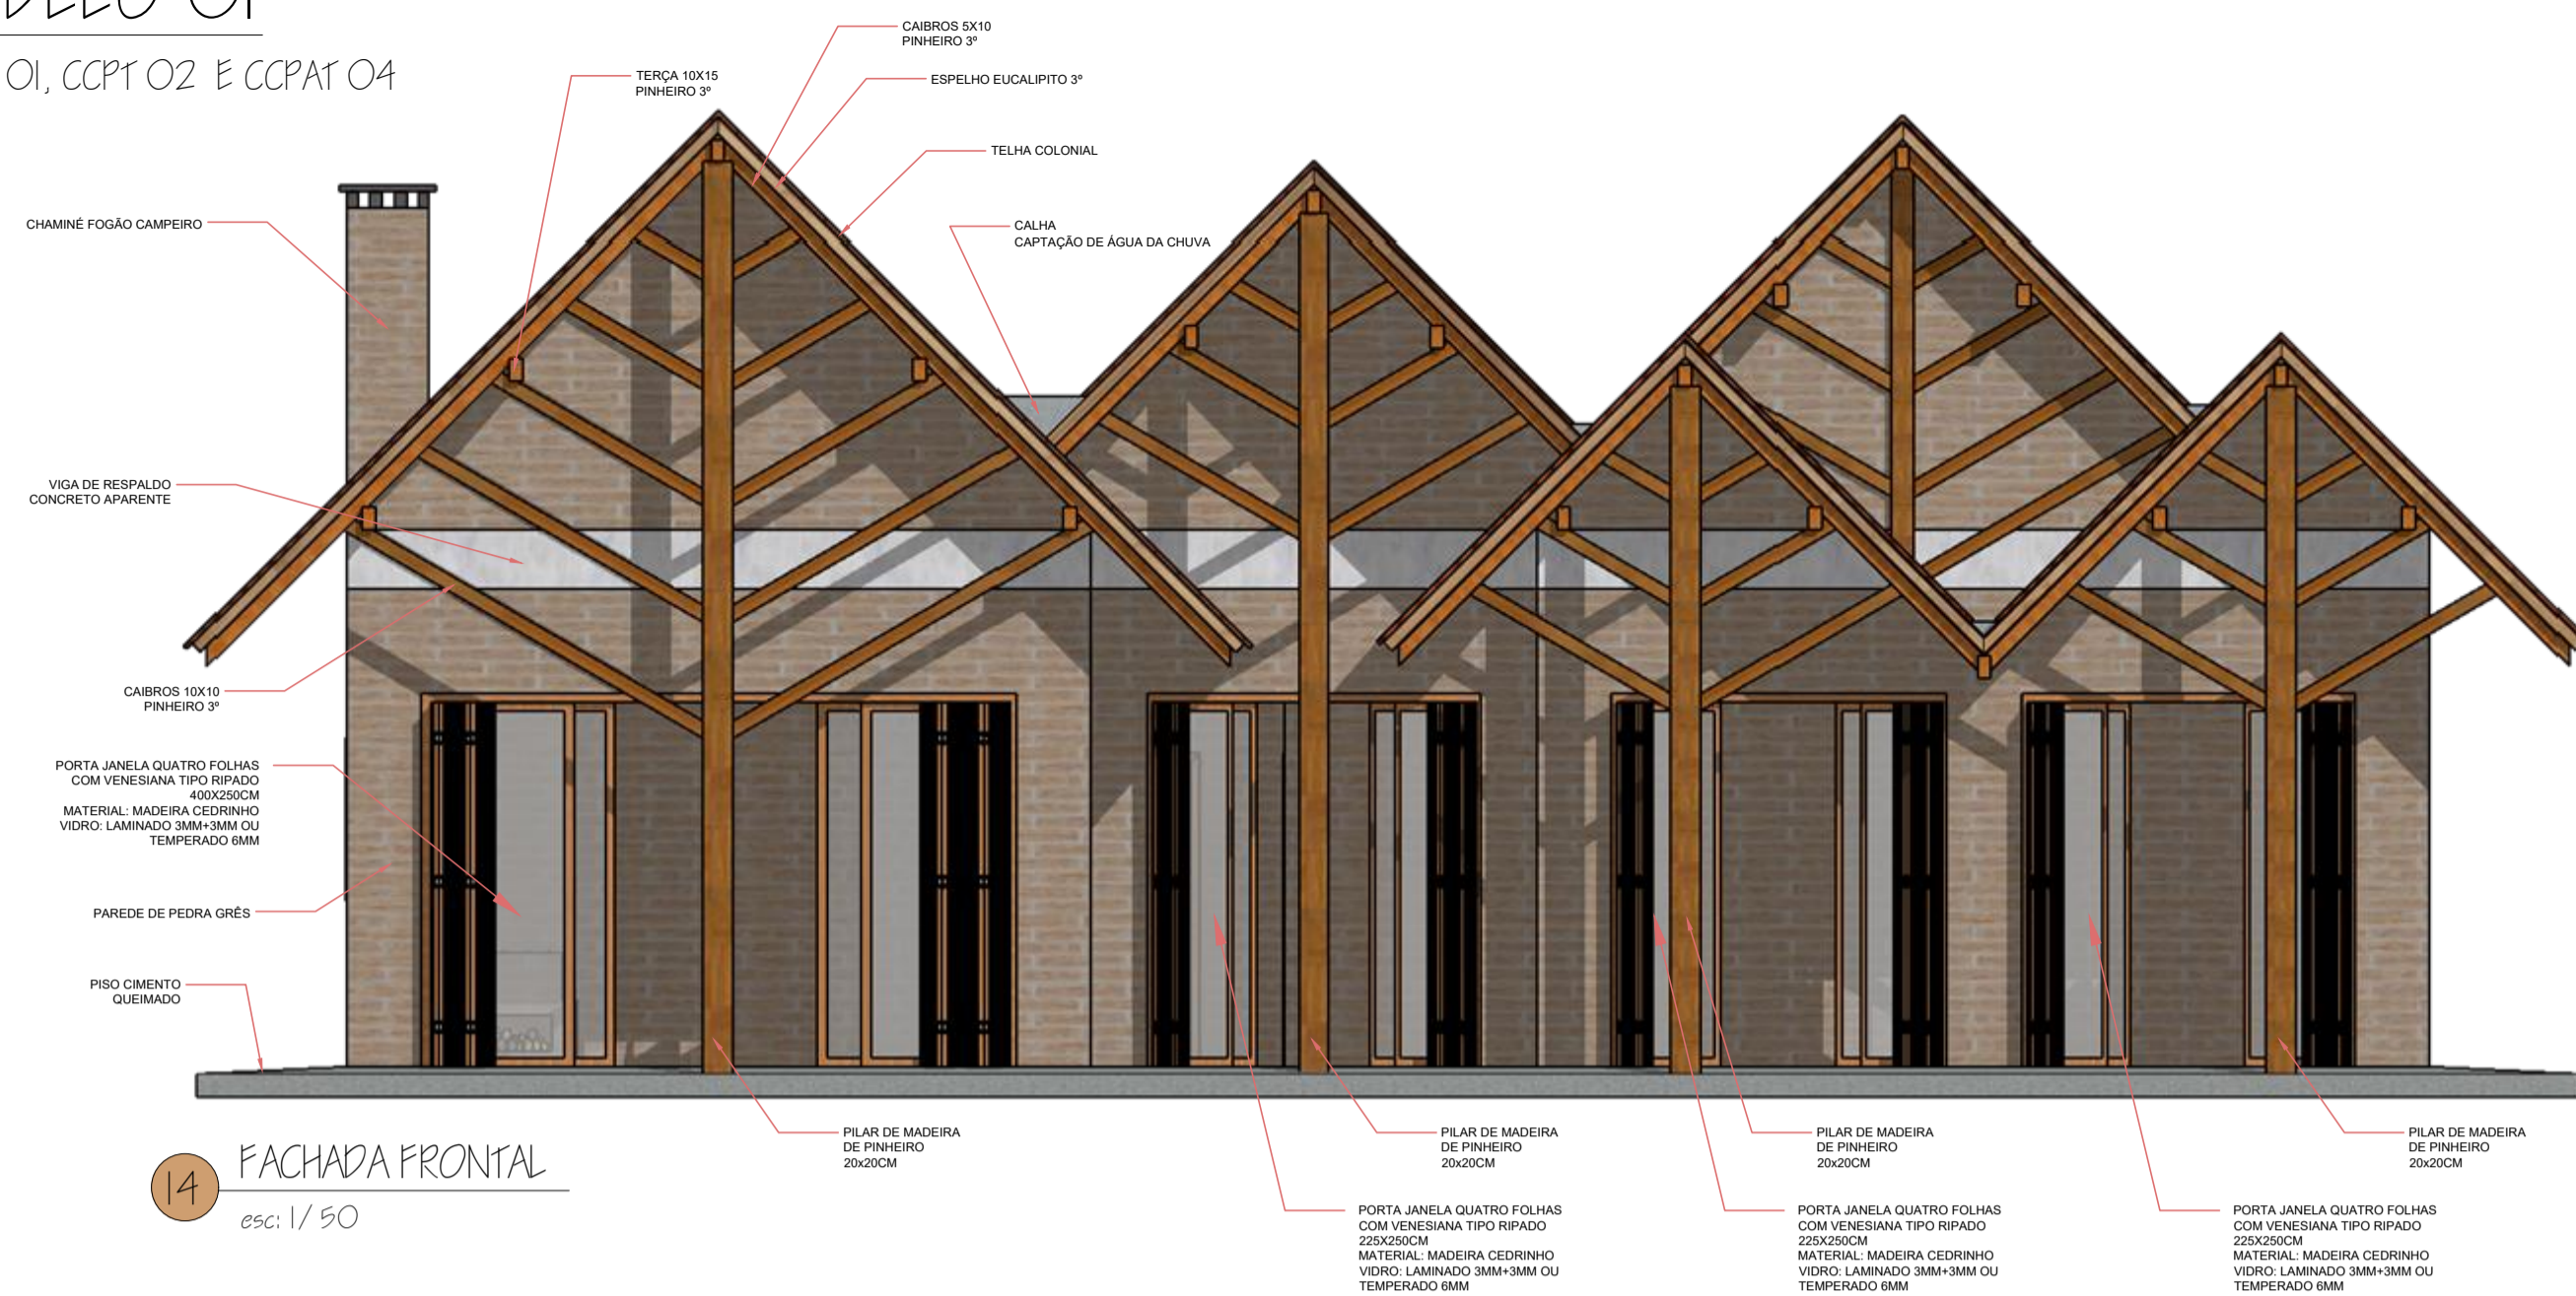 01, CCPT 02 E CCPAT 04
CAIBROS 5X10
PINHEIRO 3º
TERÇA 10X15
PINHEIRO 3º
ESPELHO EUCALIPITO 3º
TELHA COLONIAL
CHAMINÉ FOGÃO CAMPEIRO
CALHA
CAPTAÇÃO DE ÁGUA DA CHUVA
VIGA DE RESPALDO
CONCRETO APARENTE
CAIBROS 10X10
PINHEIRO 3º
PORTA JANELA QUATRO FOLHAS
COM VENESIANA TIPO RIPADO
400X250CM
MATERIAL: MADEIRA CEDRINHO
VIDRO: LAMINADO 3MM+3MM OU
TEMPERADO 6MM
PAREDE DE PEDRA GRÊS
PISO CIMENTO
QUEIMADO
PILAR DE MADEIRA
DE PINHEIRO
20x20CM
PILAR DE MADEIRA
DE PINHEIRO
20x20CM
PILAR DE MADEIRA
DE PINHEIRO
20x20CM
PILAR DE MADEIRA
DE PINHEIRO
20x20CM
14
FACHADA FRONTAL
esc: 1/50
PORTA JANELA QUATRO FOLHAS
COM VENESIANA TIPO RIPADO
225X250CM
MATERIAL: MADEIRA CEDRINHO
VIDRO: LAMINADO 3MM+3MM OU
TEMPERADO 6MM
PORTA JANELA QUATRO FOLHAS
COM VENESIANA TIPO RIPADO
225X250CM
MATERIAL: MADEIRA CEDRINHO
VIDRO: LAMINADO 3MM+3MM OU
TEMPERADO 6MM
PORTA JANELA QUATRO FOLHAS
COM VENESIANA TIPO RIPADO
225X250CM
MATERIAL: MADEIRA CEDRINHO
VIDRO: LAMINADO 3MM+3MM OU
TEMPERADO 6MM